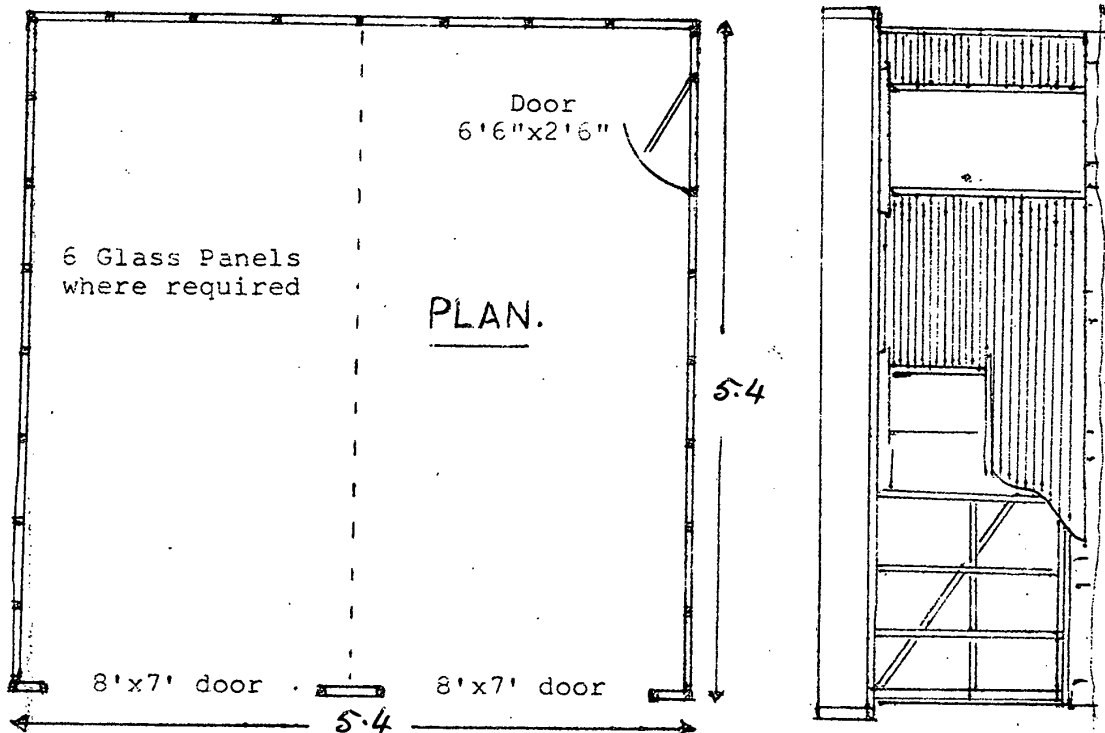 Door
6'6"x2'6"
6 Glass Panels
where required
PLAN.
5.4
8'x7' door
8'x7' door
5.4